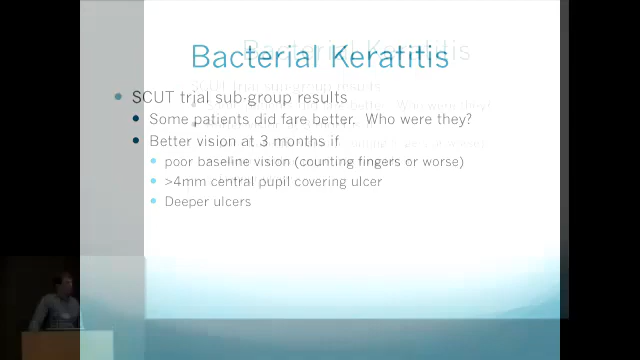 Bacterial Keratitis
SCUT trial sub-group results
Some patients did fare better. Who were they?
Better vision at 3 months if
poor baseline vision (counting fingers or worse)
>4mm central pupil covering ulcer
Deeper ulcers